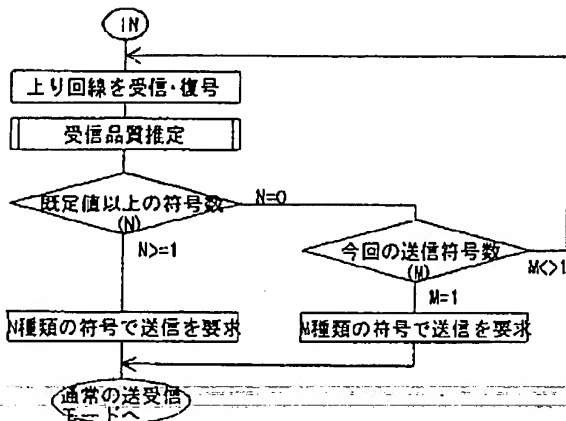 IN
上り回線を受信・復号
受信品質推定
既定値以上の符号数
(N)
N=0
N>=1
今回の送信符号数
(M)
M<>1
M=1
N種類の符号で送信を要求
M種類の符号で送信を要求
通常の送受信
モードへ